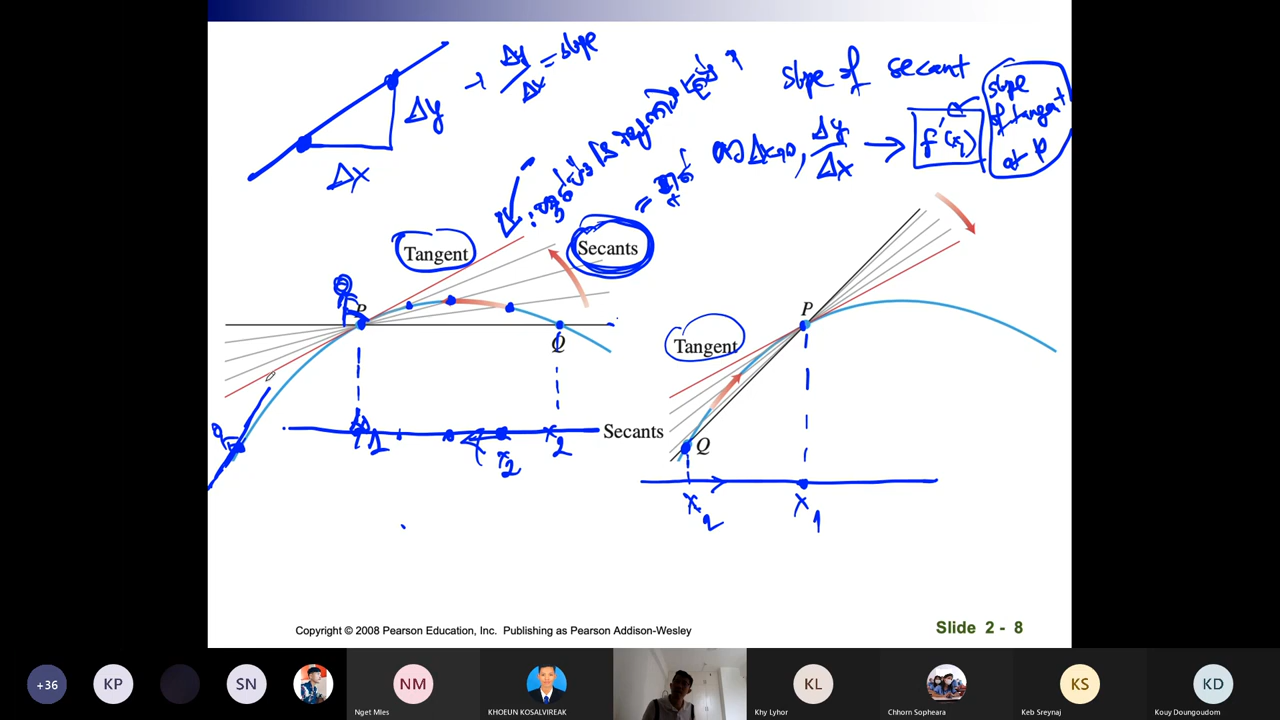 Δy/Δx = slope
Δy
Δx
slope of secant
slope
of tangent
at P
as Δx→0, Δy/Δx → f'(x₁)
Tangent
Secants
P
Q
x₂
x₂
Secants
P
Tangent
Q
x₂
x₁
Copyright © 2008 Pearson Education, Inc. Publishing as Pearson Addison-Wesley
Slide 2 - 8
+36
KP
SN
NM
KL
KS
KD
Nget Mles
KHOEUN KOSALVIREAK
Khy Lyhor
Chhorn Sopheara
Keb Sreynaj
Kouy Doungoudom